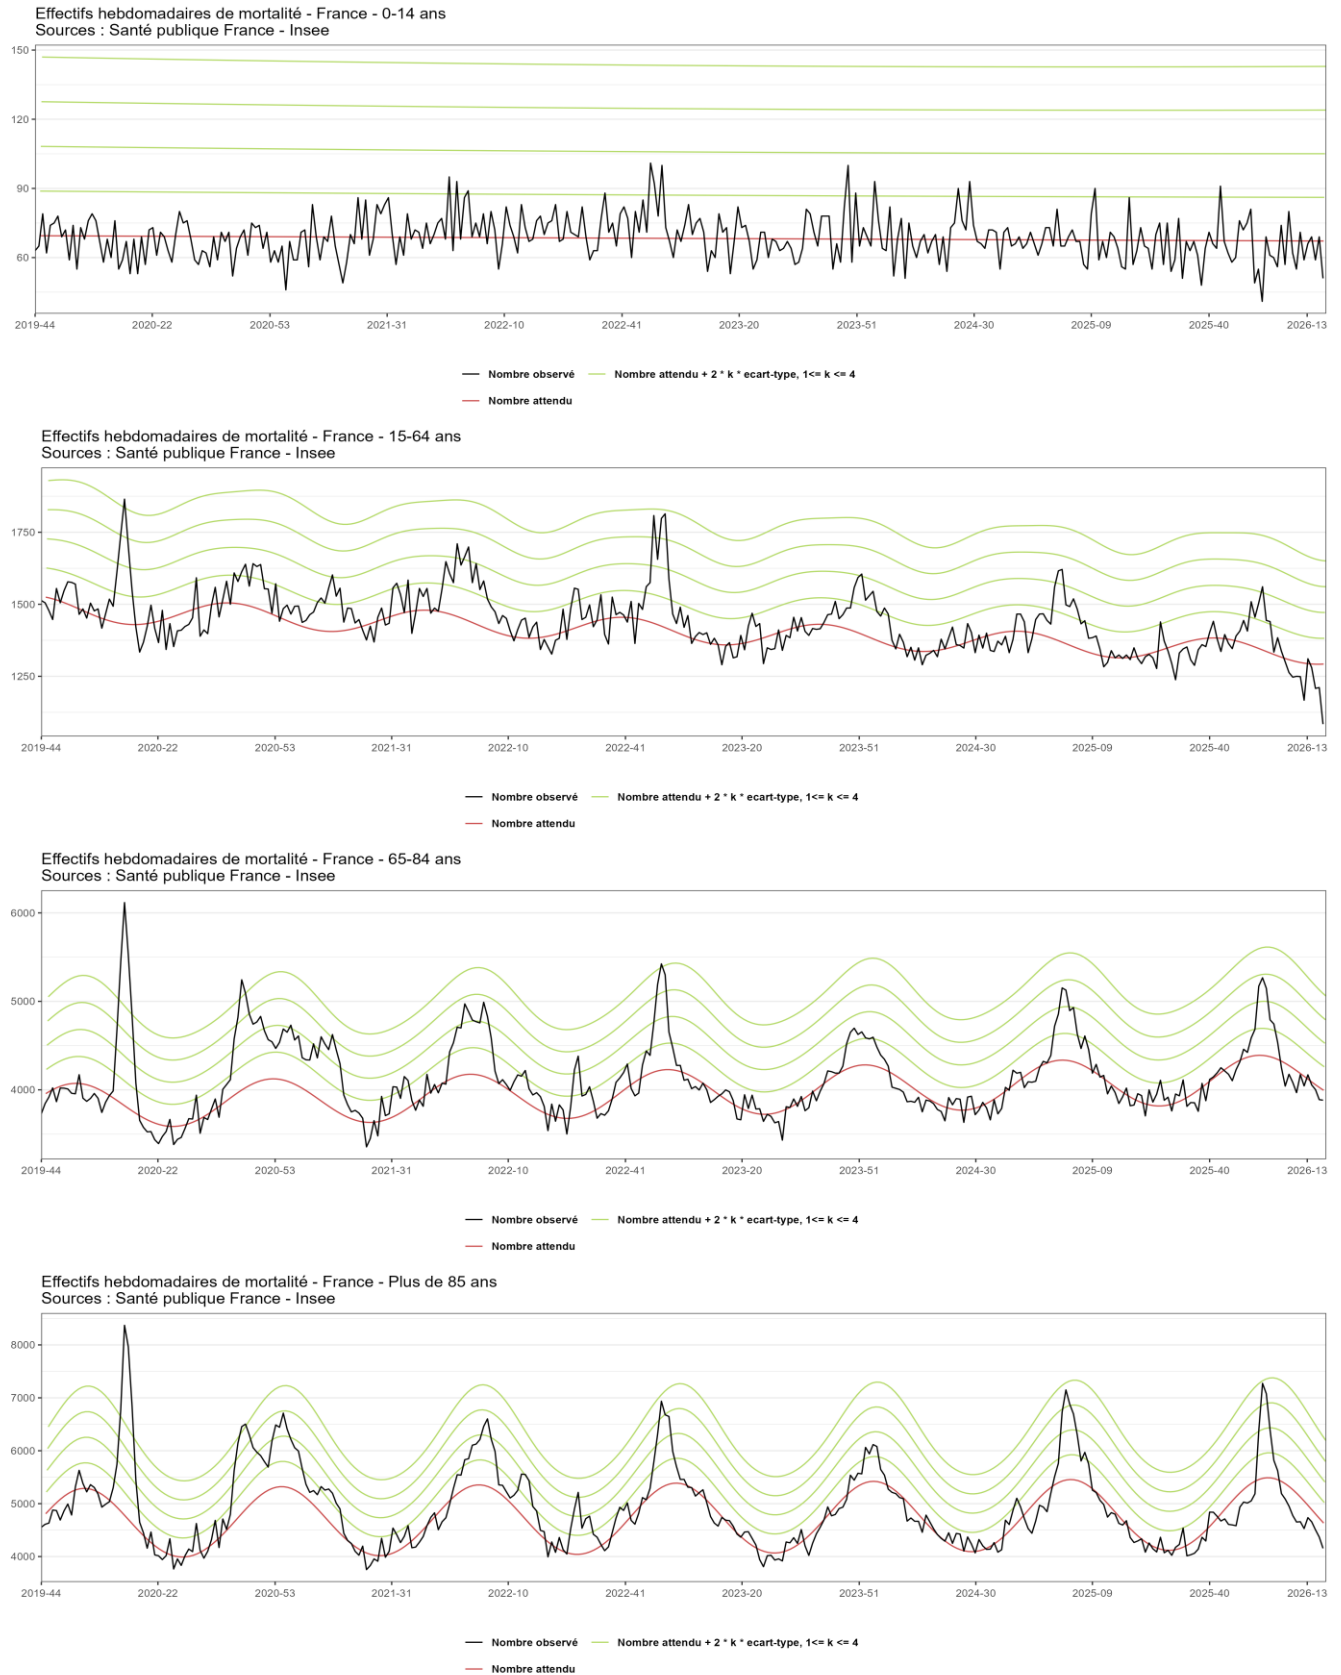 Effectifs hebdomadaires de mortalité - France - 0-14 ans
Sources : Santé publique France - Insee
150
120
90
60
2019-44 2020-22 2020-53 2021-31 2022-10 2022-41 2023-20 2023-51 2024-30 2025-09 2025-40 2026-13
Nombre observé Nombre attendu + 2 * k * ecart-type, 1<= k <= 4
Nombre attendu
Effectifs hebdomadaires de mortalité - France - 15-64 ans
Sources : Santé publique France - Insee
1750
1500
1250
2019-44 2020-22 2020-53 2021-31 2022-10 2022-41 2023-20 2023-51 2024-30 2025-09 2025-40 2026-13
Nombre observé Nombre attendu + 2 * k * ecart-type, 1<= k <= 4
Nombre attendu
Effectifs hebdomadaires de mortalité - France - 65-84 ans
Sources : Santé publique France - Insee
6000
5000
4000
2019-44 2020-22 2020-53 2021-31 2022-10 2022-41 2023-20 2023-51 2024-30 2025-09 2025-40 2026-13
Nombre observé Nombre attendu + 2 * k * ecart-type, 1<= k <= 4
Nombre attendu
Effectifs hebdomadaires de mortalité - France - Plus de 85 ans
Sources : Santé publique France - Insee
8000
7000
6000
5000
4000
2019-44 2020-22 2020-53 2021-31 2022-10 2022-41 2023-20 2023-51 2024-30 2025-09 2025-40 2026-13
Nombre observé Nombre attendu + 2 * k * ecart-type, 1<= k <= 4
Nombre attendu